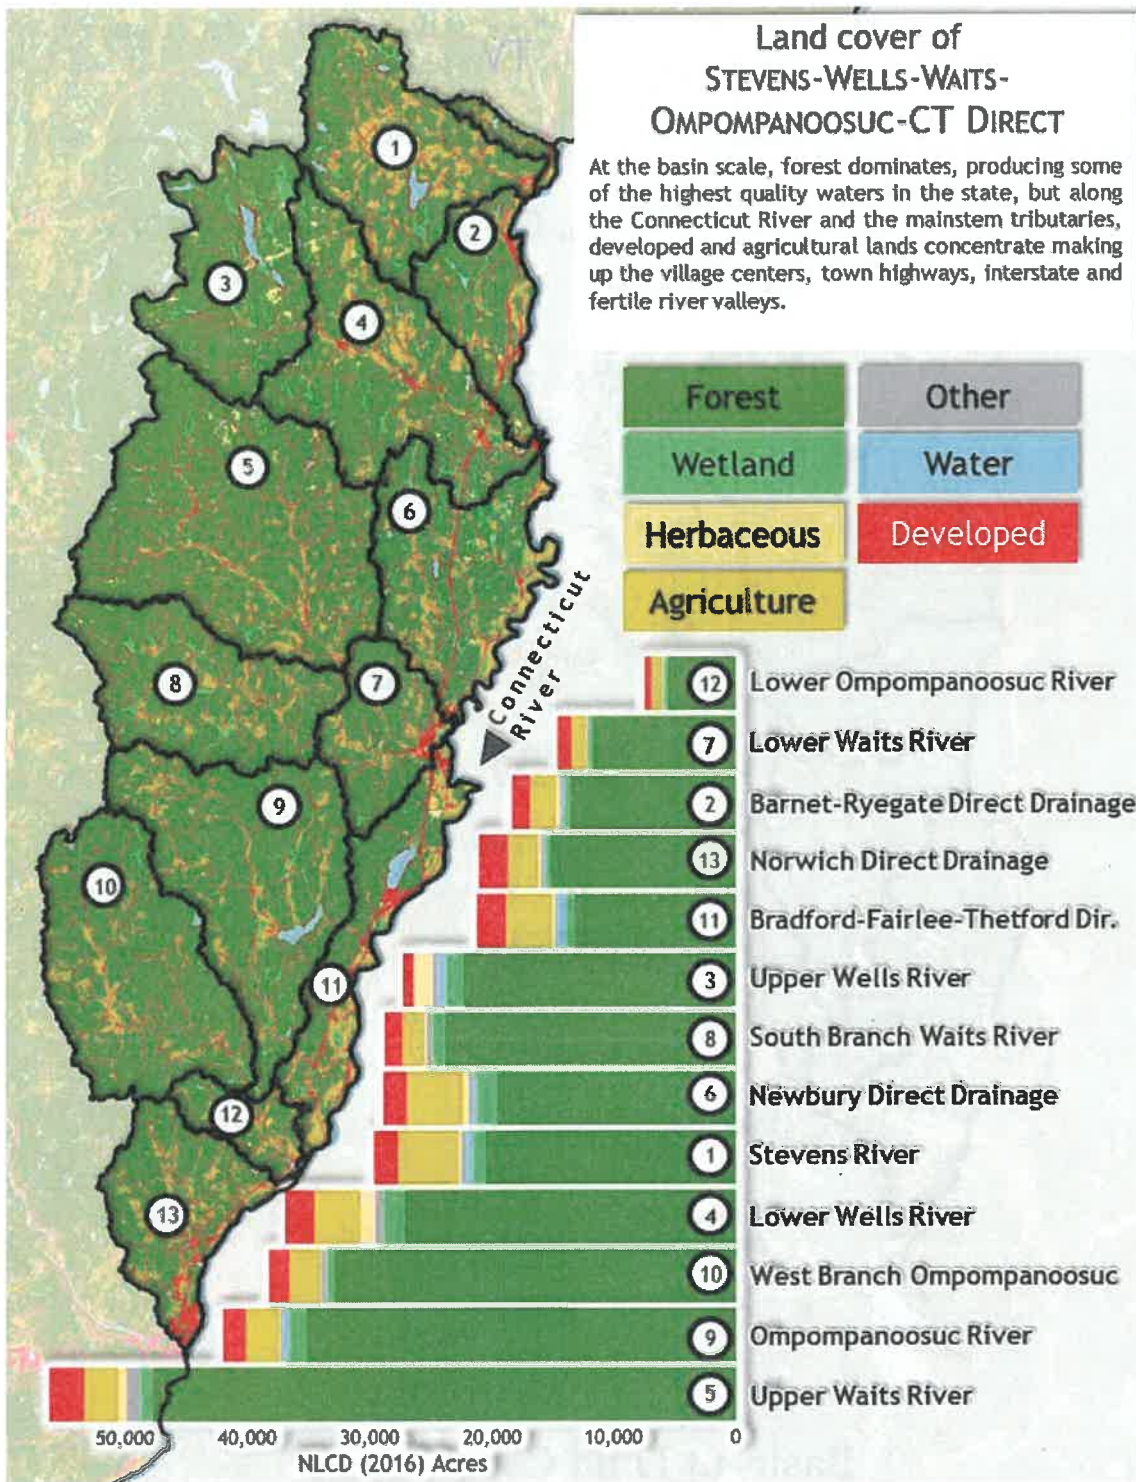 Land cover of
STEVENS-WELLS-WAITS-
OMPOMPANOOSUC-CT DIRECT
At the basin scale, forest dominates, producing some
of the highest quality waters in the state, but along
the Connecticut River and the mainstem tributaries,
developed and agricultural lands concentrate making
up the village centers, town highways, interstate and
fertile river valleys.
Forest
Other
Wetland
Water
Herbaceous
Developed
Agriculture
1
2
3
4
5
6
7
8
9
10
11
12
13
Connecticut
River
12 Lower Ompompanoosuc River
7 Lower Waits River
2 Barnet-Ryegate Direct Drainage
13 Norwich Direct Drainage
11 Bradford-Fairlee-Thetford Dir.
3 Upper Wells River
8 South Branch Waits River
6 Newbury Direct Drainage
1 Stevens River
4 Lower Wells River
10 West Branch Ompompanoosuc
9 Ompompanoosuc River
5 Upper Waits River
50,000 40,000 30,000 20,000 10,000 0
NLCD (2016) Acres